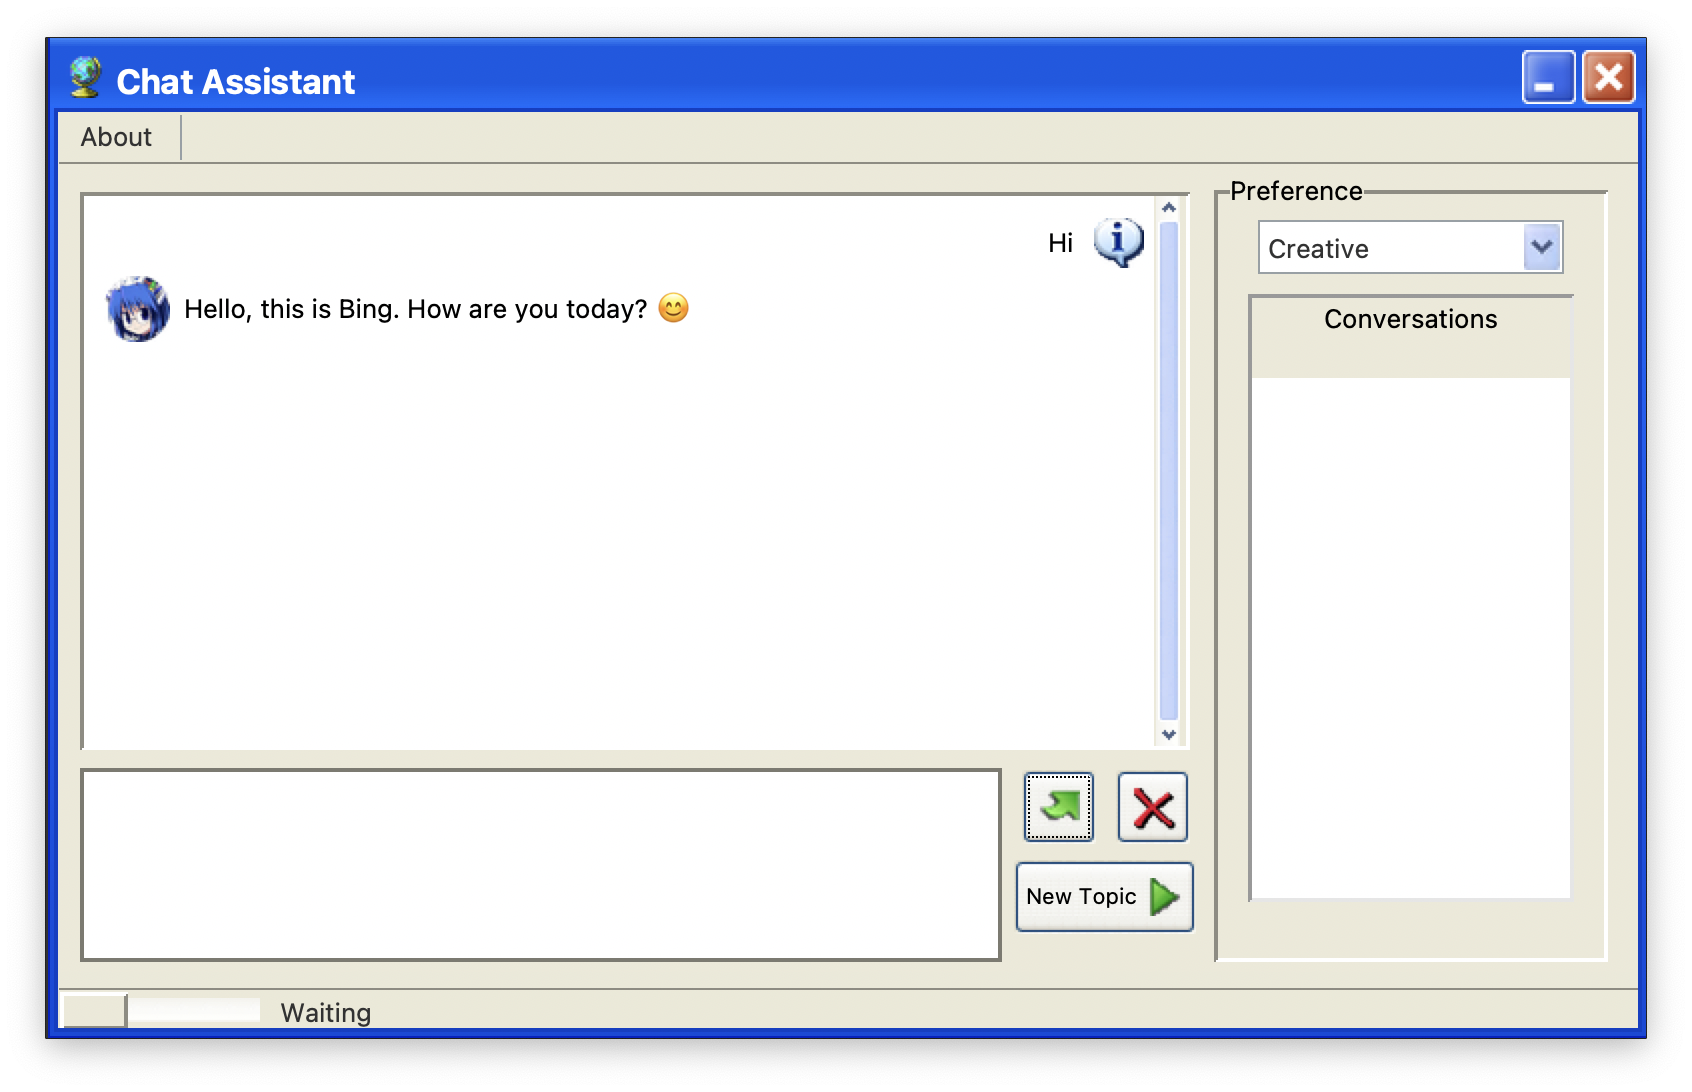 Chat Assistant
About
Hi
Hello, this is Bing. How are you today? 😊
New Topic
Preference
Creative
Conversations
Waiting